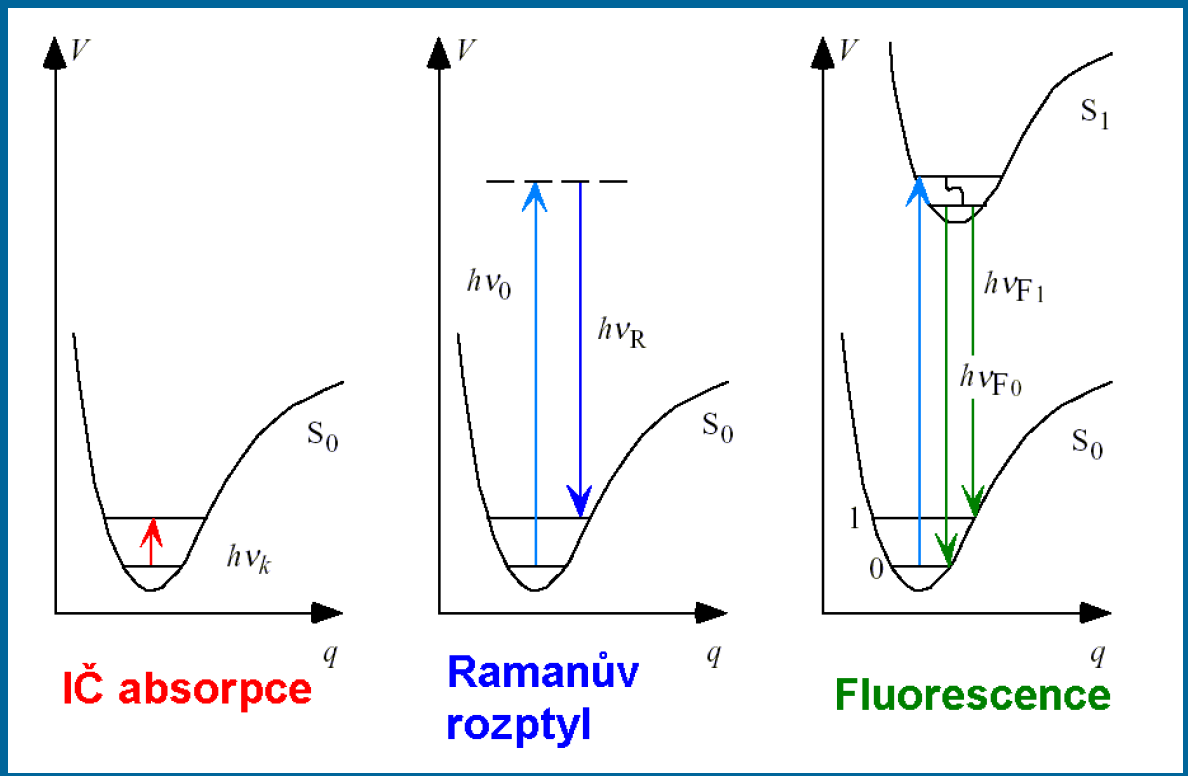 V
S₀
hνₖ
q
IČ absorpce
V
hν₀
hνR
S₀
q
Ramanův
rozptyl
V
S₁
hνF₁
hνF₀
S₀
1
0
q
Fluorescence